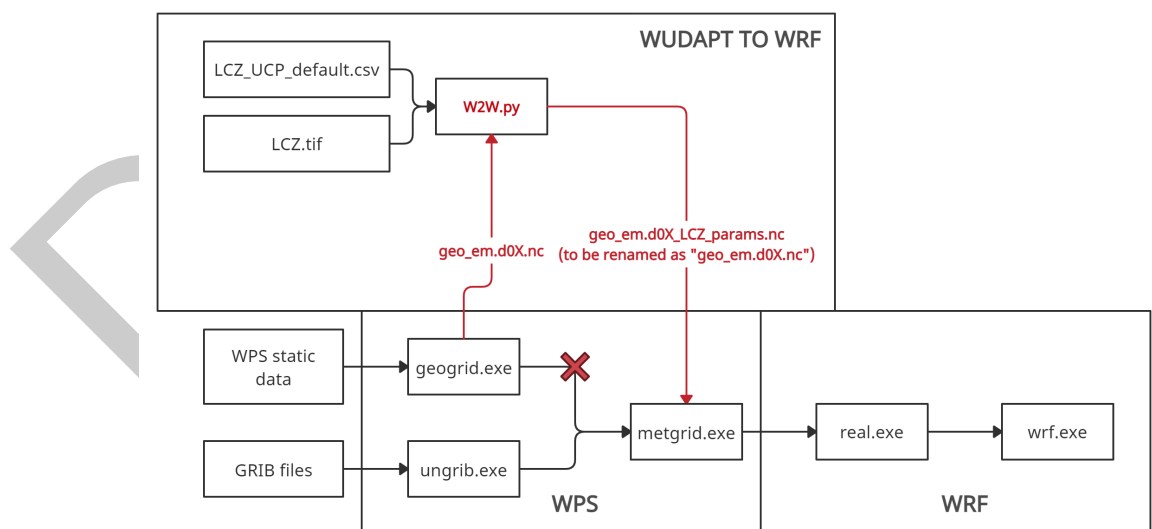 WUDAPT TO WRF
LCZ_UCP_default.csv
W2W.py
LCZ.tif
geo_em.d0X.nc
geo_em.d0X_LCZ_params.nc
(to be renamed as "geo_em.d0X.nc")
WPS static
data
geogrid.exe
metgrid.exe
real.exe
wrf.exe
GRIB files
ungrib.exe
WPS
WRF